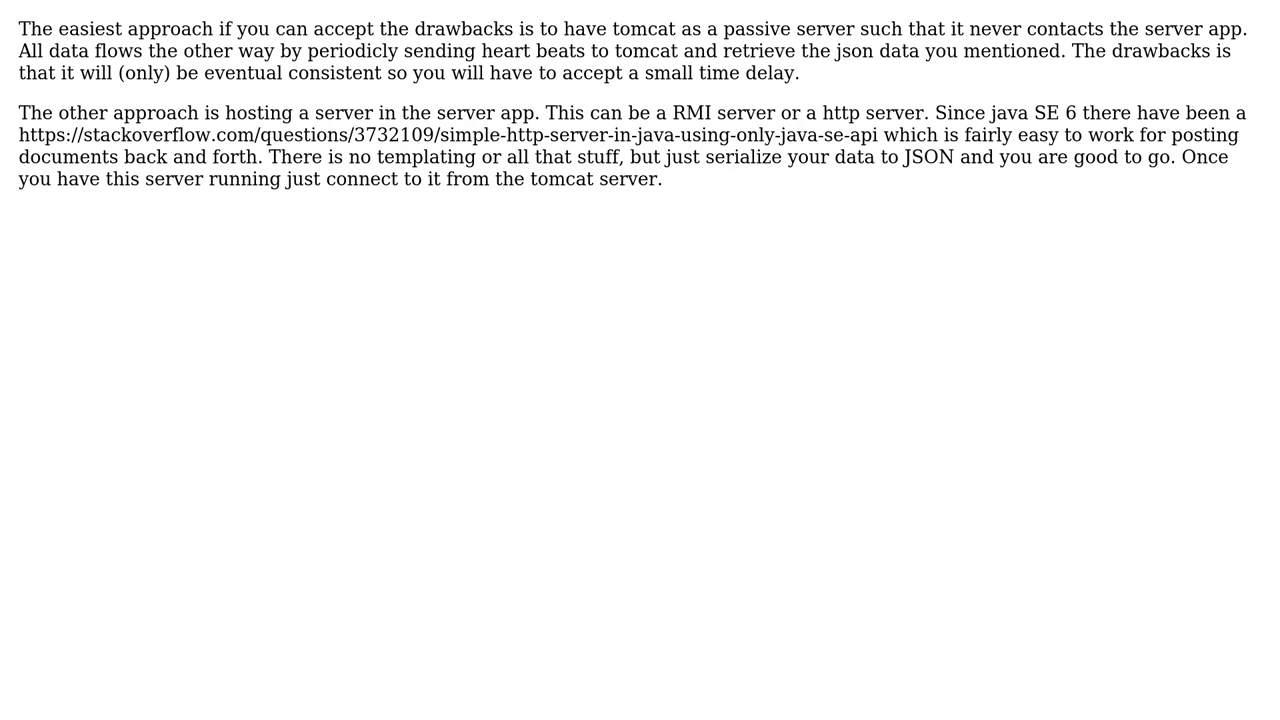 The easiest approach if you can accept the drawbacks is to have tomcat as a passive server such that it never contacts the server app.
All data flows the other way by periodicly sending heart beats to tomcat and retrieve the json data you mentioned. The drawbacks is
that it will (only) be eventual consistent so you will have to accept a small time delay.
The other approach is hosting a server in the server app. This can be a RMI server or a http server. Since java SE 6 there have been a
https://stackoverflow.com/questions/3732109/simple-http-server-in-java-using-only-java-se-api which is fairly easy to work for posting
documents back and forth. There is no templating or all that stuff, but just serialize your data to JSON and you are good to go. Once
you have this server running just connect to it from the tomcat server.